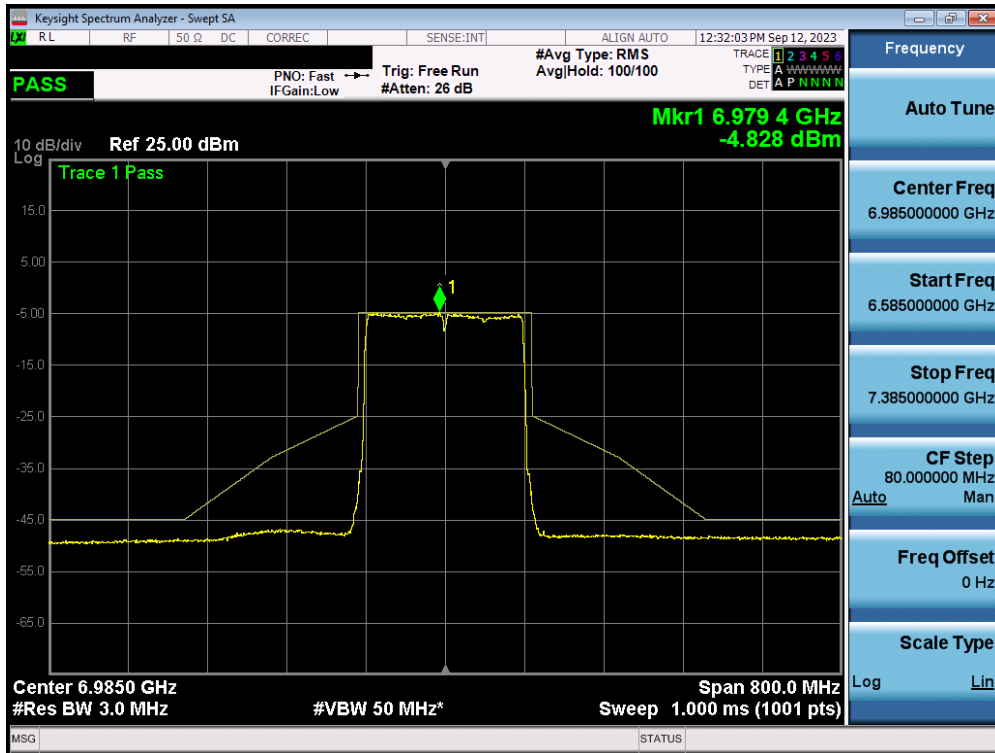 Keysight Spectrum Analyzer - Swept SA
LXI RL RF 50 Ω DC CORREC SENSE:INT ALIGN AUTO 12:32:03 PM Sep 12, 2023
PASS
PNO: Fast
IFGain:Low
Trig: Free Run
#Atten: 26 dB
#Avg Type: RMS
Avg|Hold: 100/100
TRACE 1 2 3 4 5 6
TYPE A WWWWW
DET A P N N N N
Mkr1 6.979 4 GHz
-4.828 dBm
10 dB/div Ref 25.00 dBm
Log
Trace 1 Pass
1
15.0
5.00
-5.00
-15.0
-25.0
-35.0
-45.0
-55.0
-65.0
Center 6.9850 GHz Span 800.0 MHz
#Res BW 3.0 MHz #VBW 50 MHz* Sweep 1.000 ms (1001 pts)
MSG STATUS
Frequency
Auto Tune
Center Freq
6.985000000 GHz
Start Freq
6.585000000 GHz
Stop Freq
7.385000000 GHz
CF Step
80.000000 MHz
Auto Man
Freq Offset
0 Hz
Scale Type
Log Lin